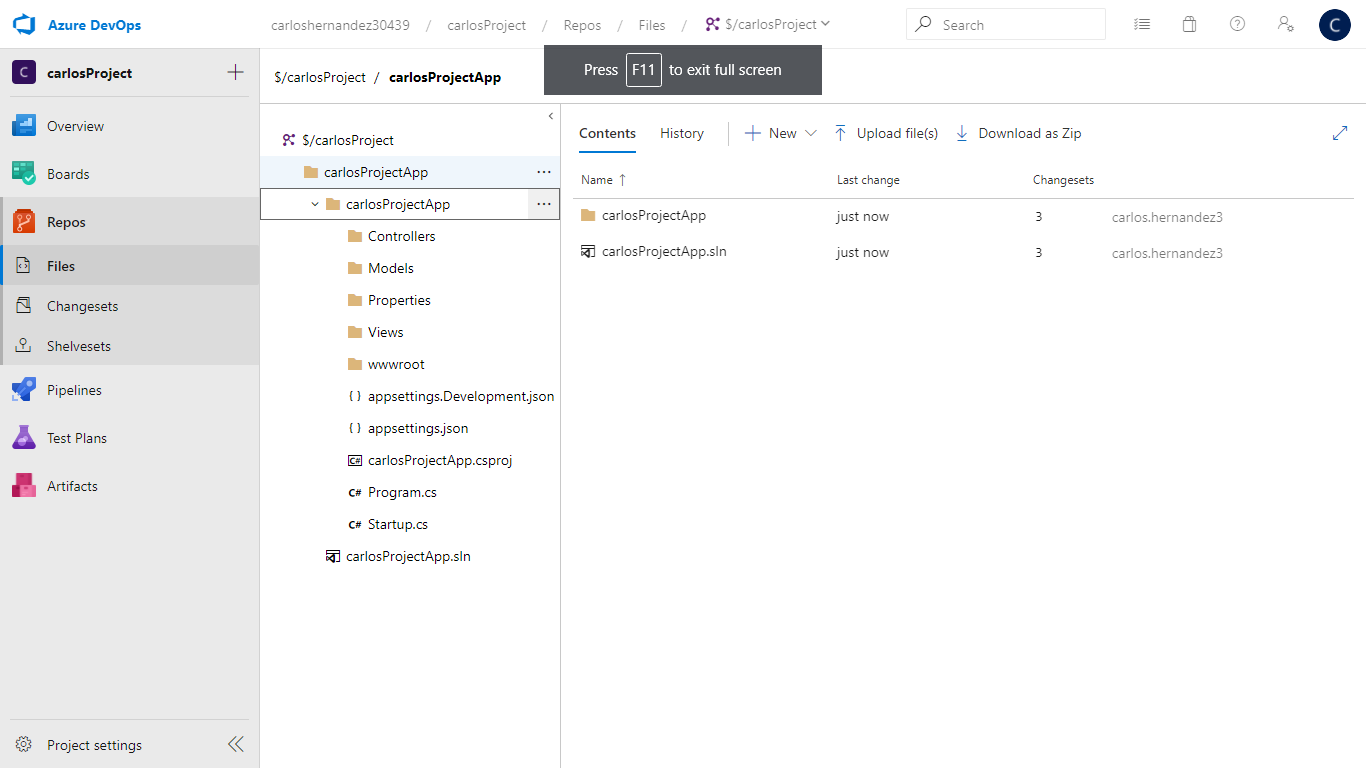 Azure DevOps
carloshernandez30439 / carlosProject / Repos / Files / $/carlosProject
Search
C
C carlosProject
$/carlosProject / carlosProjectApp
Press F11 to exit full screen
Overview
Boards
Repos
Files
Changesets
Shelvesets
Pipelines
Test Plans
Artifacts
Project settings
$/carlosProject
carlosProjectApp
carlosProjectApp
Controllers
Models
Properties
Views
wwwroot
{ } appsettings.Development.json
{ } appsettings.json
C# carlosProjectApp.csproj
C# Program.cs
C# Startup.cs
carlosProjectApp.sln
Contents History New Upload file(s) Download as Zip
Name ↑ Last change Changesets
carlosProjectApp just now 3 carlos.hernandez3
carlosProjectApp.sln just now 3 carlos.hernandez3